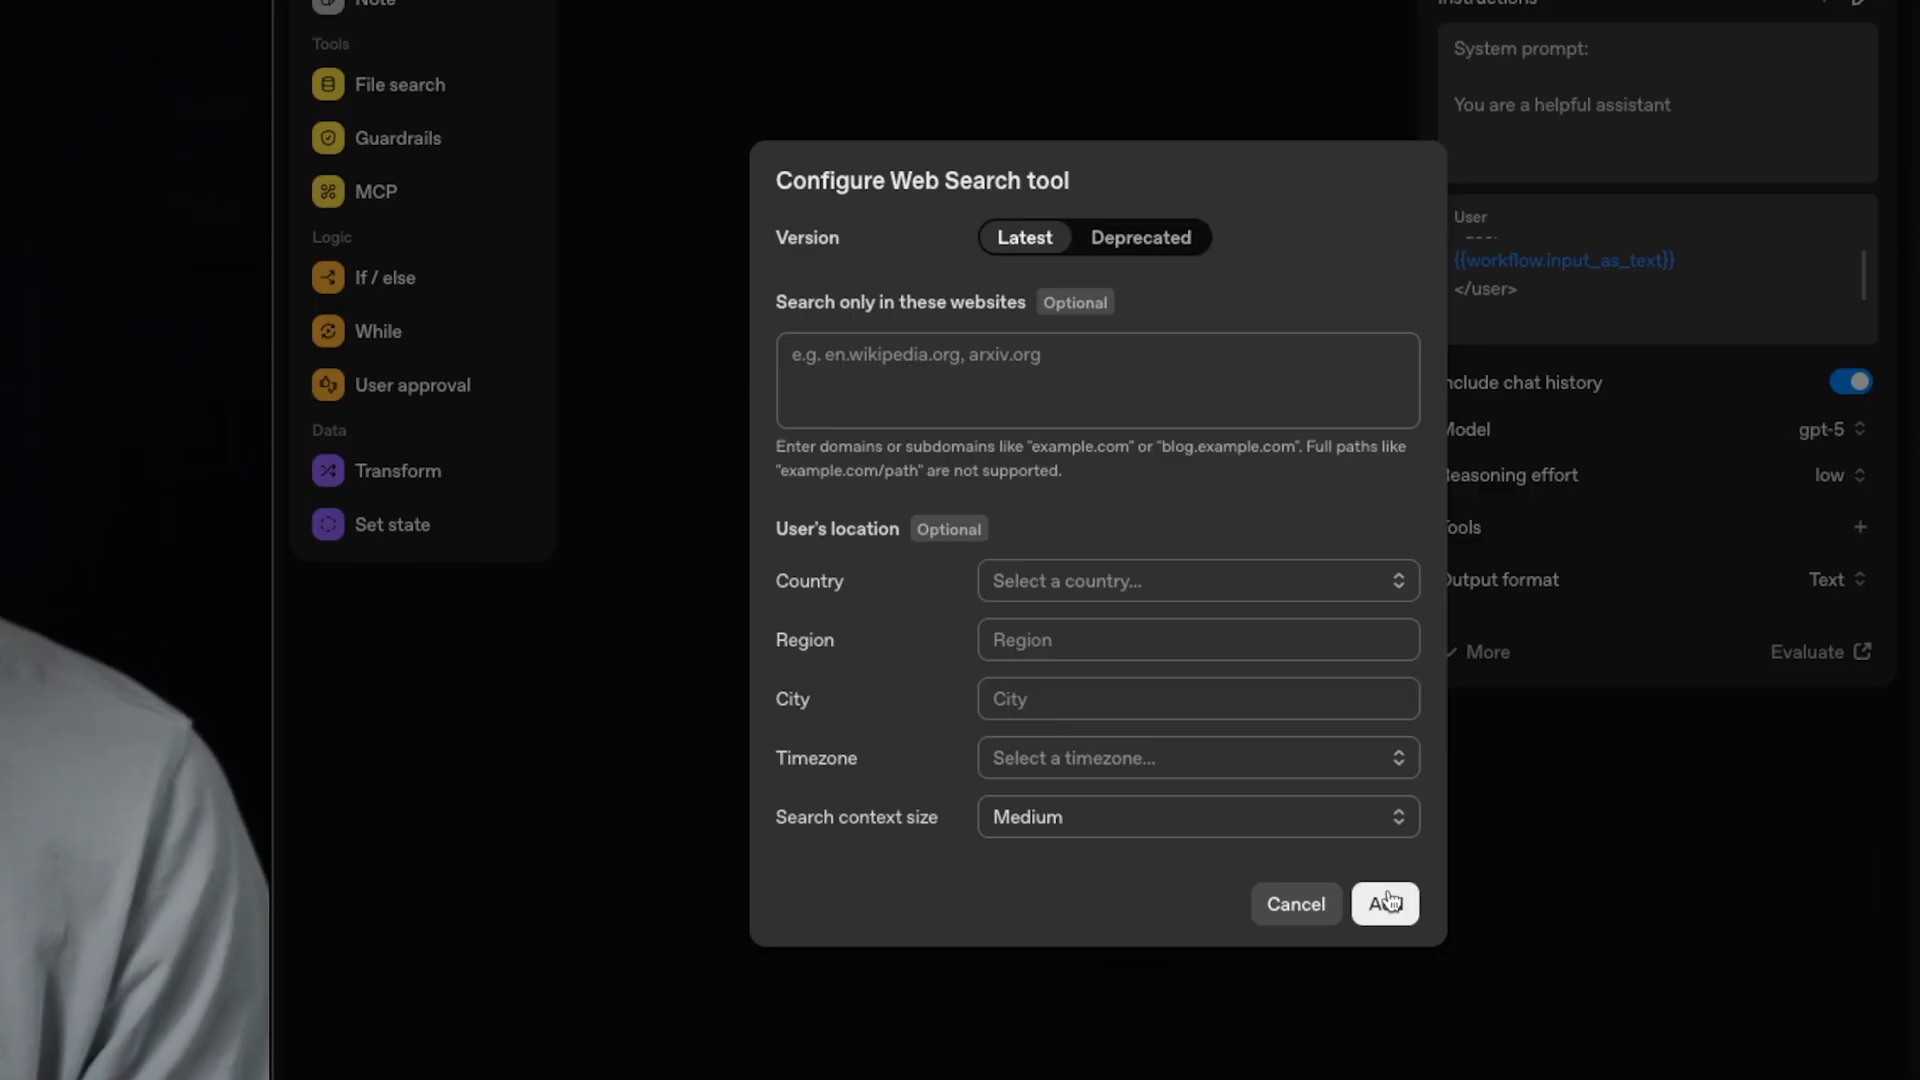 Note
Tools
File search
Guardrails
MCP
Logic
If / else
While
User approval
Data
Transform
Set state
Configure Web Search tool
Version
Latest
Deprecated
Search only in these websites
Optional
e.g. en.wikipedia.org, arxiv.org
Enter domains or subdomains like "example.com" or "blog.example.com". Full paths like
"example.com/path" are not supported.
User's location
Optional
Country
Select a country...
Region
Region
City
City
Timezone
Select a timezone...
Search context size
Medium
Cancel
Instructions
System prompt:
You are a helpful assistant
User
{{workflow.input_as_text}}
</user>
nclude chat history
Model
gpt-5
Reasoning effort
low
Tools
+
Output format
Text
More
Evaluate